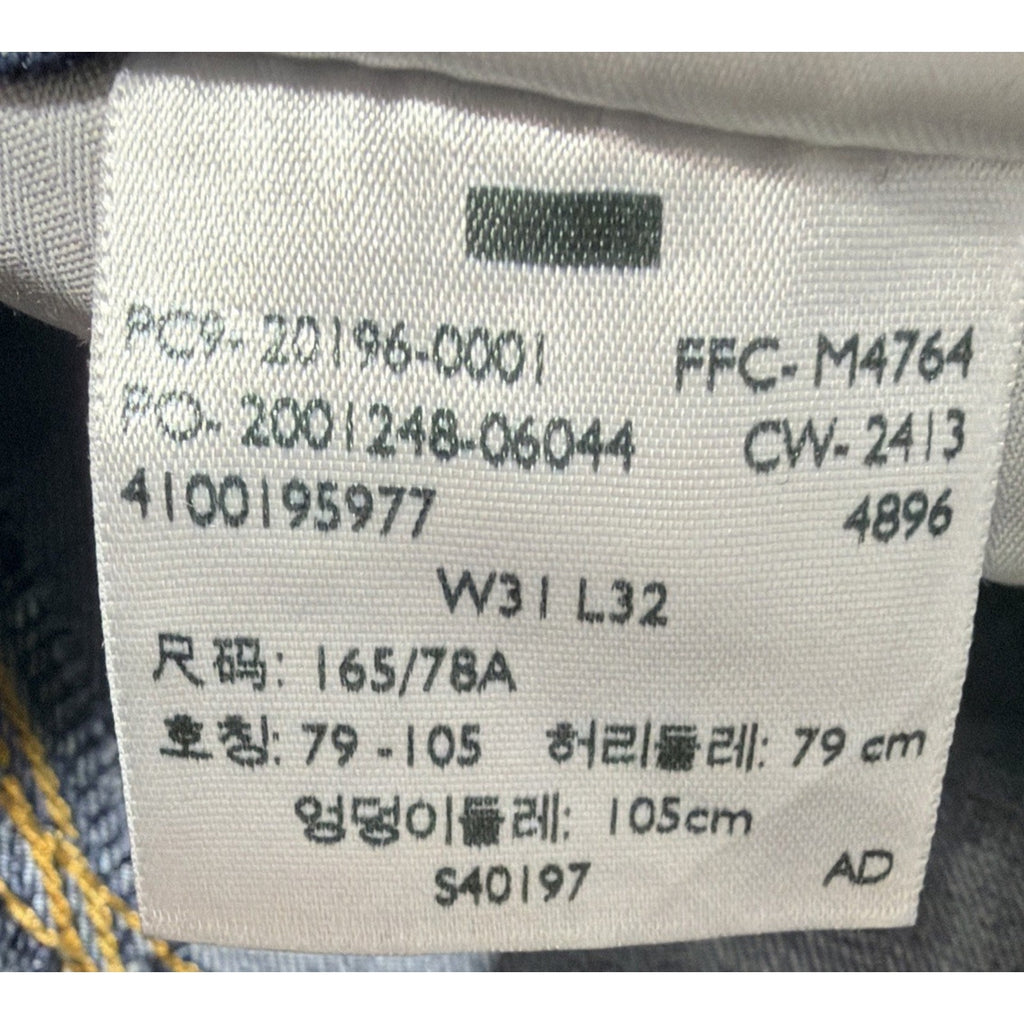 PC9- 20196-0001 FFC- M4764
PO- 2001248-06044 CW- 2413
4100195977 4896
W31 L32
尺码: 165/78A
호칭: 79 -105 허리둘레: 79 cm
엉덩이둘레: 105cm
S40197 AD